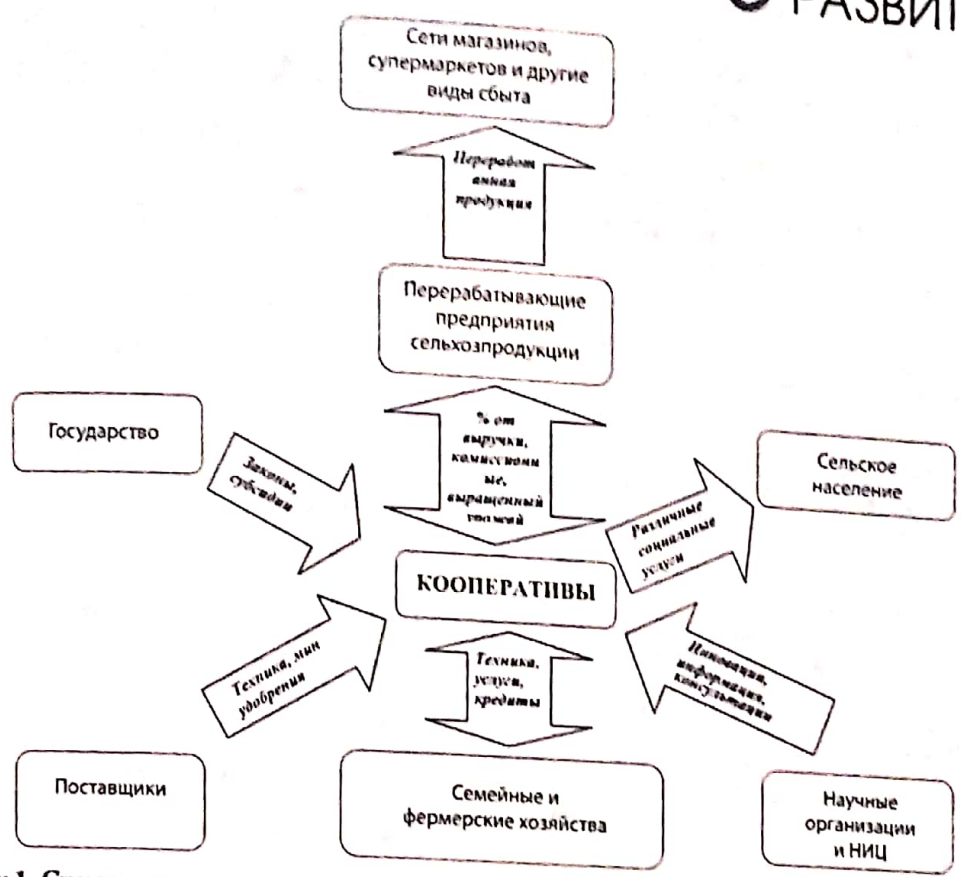 РАЗВИТ
Сети магазинов,
супермаркетов и другие
виды сбыта
Переработ
анная
продукция
Перерабатывающие
предприятия
сельхозпродукции
Государство
Законы,
субсидии
% от
выручки,
комиссионн
ые,
выращенный
урожай
Сельское
население
Различные
социальные
услуги
КООПЕРАТИВЫ
Техника, мин
удобрения
Техника,
услуги,
кредиты
Инновации,
информация,
консультации
Поставщики
Семейные и
фермерские хозяйства
Научные
организации
и НИЦ
1.